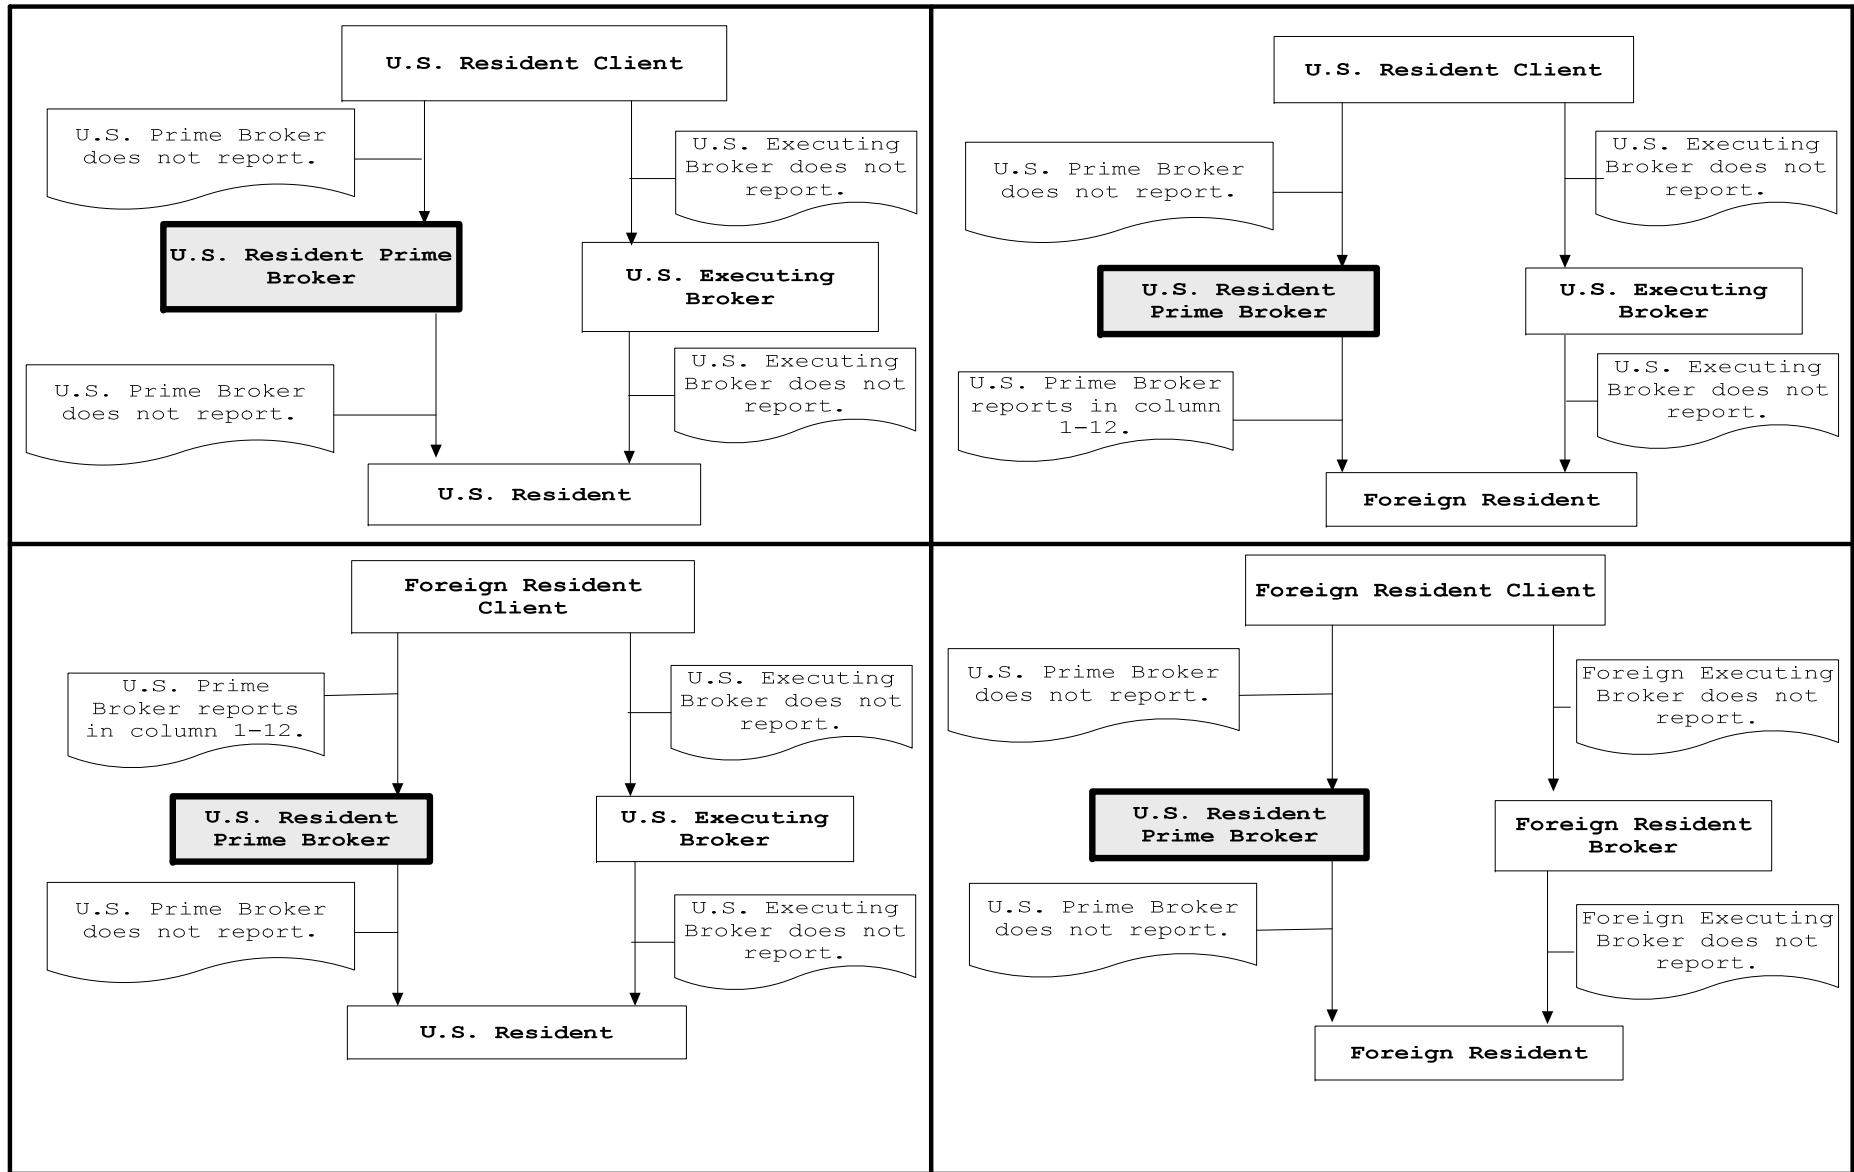 U.S. Resident Client
U.S. Prime Broker
does not report.
U.S. Executing
Broker does not
report.
U.S. Resident Prime
Broker
U.S. Executing
Broker
U.S. Prime Broker
does not report.
U.S. Executing
Broker does not
report.
U.S. Resident
U.S. Resident Client
U.S. Prime Broker
does not report.
U.S. Executing
Broker does not
report.
U.S. Resident
Prime Broker
U.S. Executing
Broker
U.S. Prime Broker
reports in column
1-12.
U.S. Executing
Broker does not
report.
Foreign Resident
Foreign Resident
Client
U.S. Prime
Broker reports
in column 1-12.
U.S. Executing
Broker does not
report.
U.S. Resident
Prime Broker
U.S. Executing
Broker
U.S. Prime Broker
does not report.
U.S. Executing
Broker does not
report.
U.S. Resident
Foreign Resident Client
U.S. Prime Broker
does not report.
Foreign Executing
Broker does not
report.
U.S. Resident
Prime Broker
Foreign Resident
Broker
U.S. Prime Broker
does not report.
Foreign Executing
Broker does not
report.
Foreign Resident